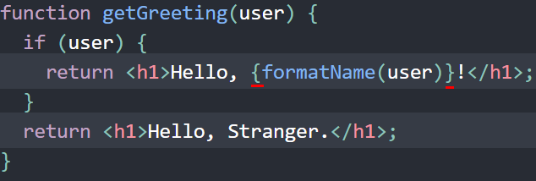 function getGreeting(user) {
  if (user) {
    return <h1>Hello, {formatName(user)}!</h1>;
  }
  return <h1>Hello, Stranger.</h1>;
}